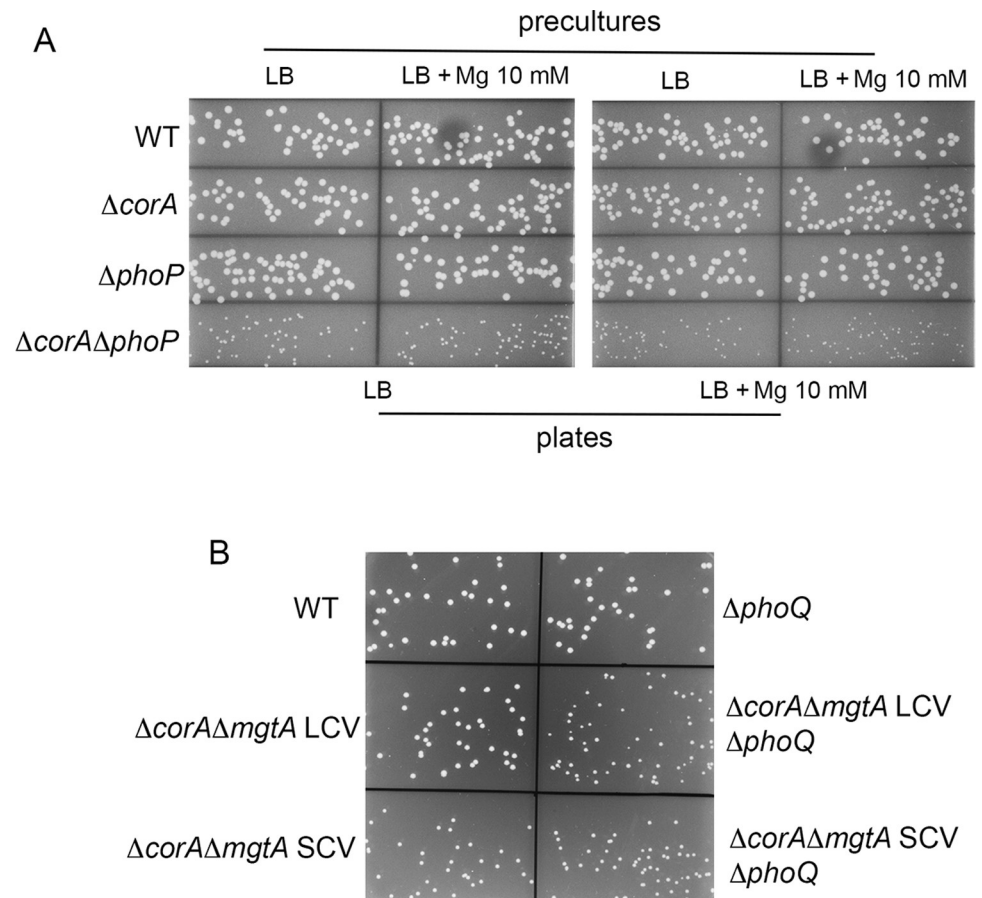 A
precultures
LB
LB + Mg 10 mM
LB
LB + Mg 10 mM
WT
ΔcorA
ΔphoP
ΔcorAΔphoP
LB
LB + Mg 10 mM
plates
B
WT
ΔphoQ
ΔcorAΔmgtA LCV
ΔcorAΔmgtA LCV
ΔphoQ
ΔcorAΔmgtA SCV
ΔcorAΔmgtA SCV
ΔphoQ